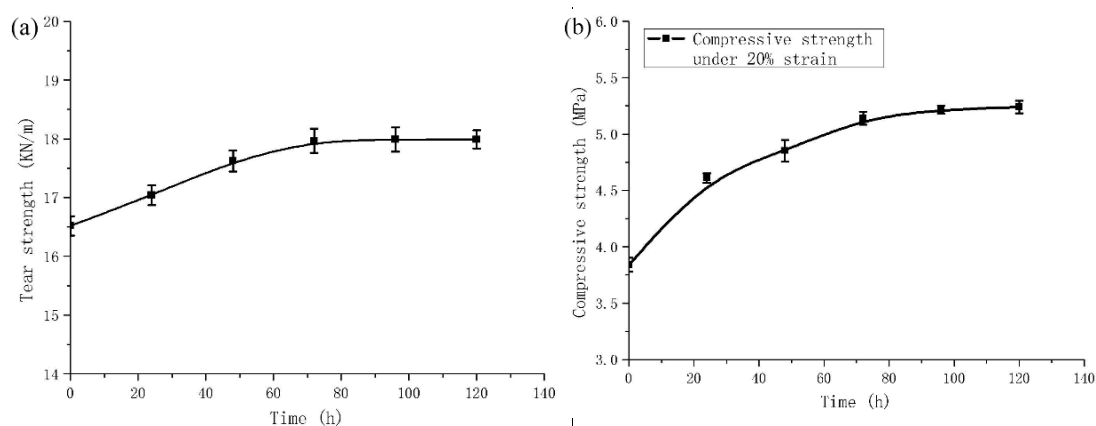 (a)
20
19
18
17
16
15
14
Tear strength (KN/m)
0 20 40 60 80 100 120 140
Time (h)
(b)
Compressive strength
under 20% strain
6.0
5.5
5.0
4.5
4.0
3.5
3.0
Compressive strength (MPa)
0 20 40 60 80 100 120 140
Time (h)